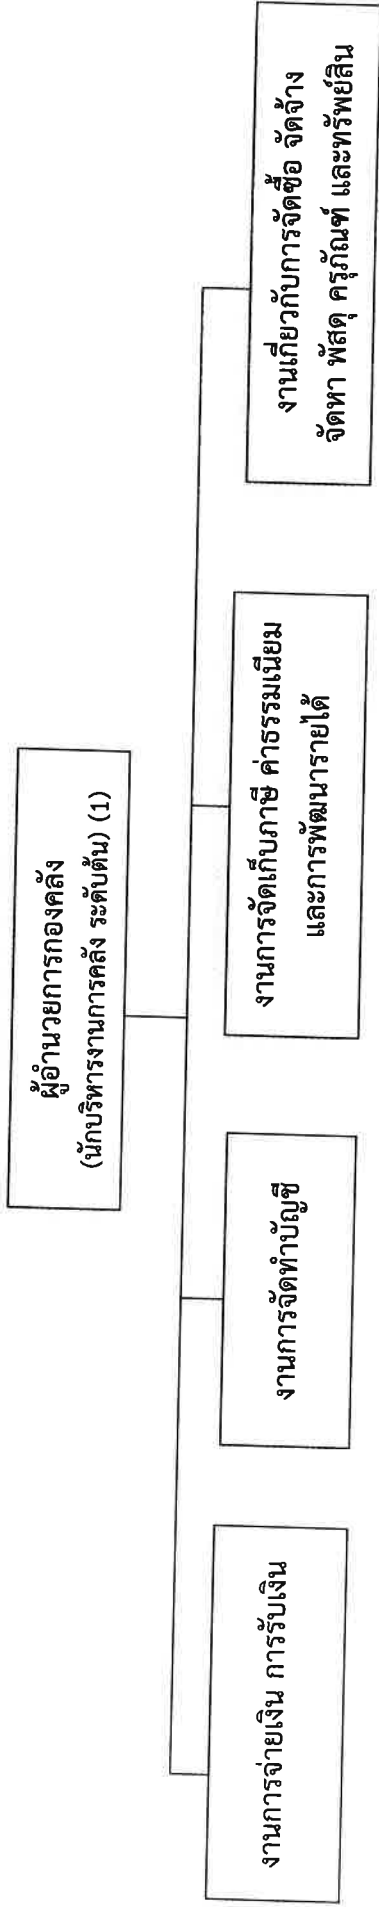 ผู้อำนวยการกองคลัง
(นักบริหารงานการคลัง ระดับต้น) (1)
งานการจ่ายเงิน การรับเงิน
งานการจัดทำบัญชี
งานการจัดเก็บภาษี ค่าธรรมเนียม
และการพัฒนารายได้
งานเกี่ยวกับการจัดซื้อ จัดจ้าง
จัดหา พัสดุ ครุภัณฑ์ และทรัพย์สิน